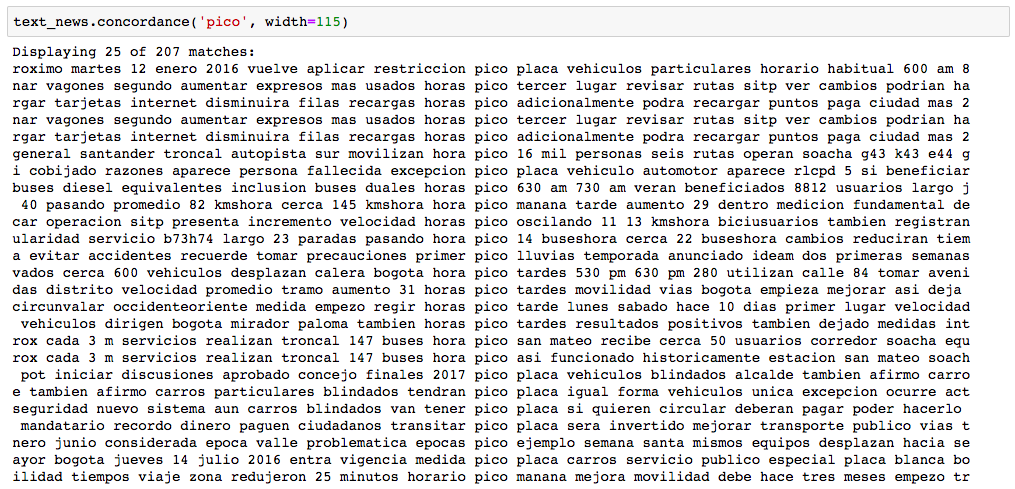 text_news.concordance('pico', width=115)
Displaying 25 of 207 matches:
roximo martes 12 enero 2016 vuelve aplicar restriccion pico placa vehiculos particulares horario habitual 600 am 8
nar vagones segundo aumentar expresos mas usados horas pico tercer lugar revisar rutas sitp ver cambios podrian ha
rgar tarjetas internet disminuira filas recargas horas pico adicionalmente podra recargar puntos paga ciudad mas 2
nar vagones segundo aumentar expresos mas usados horas pico tercer lugar revisar rutas sitp ver cambios podrian ha
rgar tarjetas internet disminuira filas recargas horas pico adicionalmente podra recargar puntos paga ciudad mas 2
general santander troncal autopista sur movilizan hora pico 16 mil personas seis rutas operan soacha g43 k43 e44 g
i cobijado razones aparece persona fallecida excepcion pico placa vehiculo automotor aparece rlcpd 5 si beneficiar
buses diesel equivalentes inclusion buses duales horas pico 630 am 730 am veran beneficiados 8812 usuarios largo j
40 pasando promedio 82 kmshora cerca 145 kmshora hora pico manana tarde aumento 29 dentro medicion fundamental de
car operacion sitp presenta incremento velocidad horas pico oscilando 11 13 kmshora biciusuarios tambien registran
ularidad servicio b73h74 largo 23 paradas pasando hora pico 14 buseshora cerca 22 buseshora cambios reduciran tiem
a evitar accidentes recuerde tomar precauciones primer pico lluvias temporada anunciado ideam dos primeras semanas
vados cerca 600 vehiculos desplazan calera bogota hora pico tardes 530 pm 630 pm 280 utilizan calle 84 tomar aveni
das distrito velocidad promedio tramo aumento 31 horas pico tardes movilidad vias bogota empieza mejorar asi deja
circunvalar occidenteoriente medida empezo regir horas pico tarde lunes sabado hace 10 dias primer lugar velocidad
vehiculos dirigen bogota mirador paloma tambien horas pico tardes resultados positivos tambien dejado medidas int
rox cada 3 m servicios realizan troncal 147 buses hora pico san mateo recibe cerca 50 usuarios corredor soacha equ
rox cada 3 m servicios realizan troncal 147 buses hora pico asi funcionado historicamente estacion san mateo soach
pot iniciar discusiones aprobado concejo finales 2017 pico placa vehiculos blindados alcalde tambien afirmo carro
e tambien afirmo carros particulares blindados tendran pico placa igual forma vehiculos unica excepcion ocurre act
seguridad nuevo sistema aun carros blindados van tener pico placa si quieren circular deberan pagar poder hacerlo
mandatario recordo dinero paguen ciudadanos transitar pico placa sera invertido mejorar transporte publico vias t
nero junio considerada epoca valle problematica epocas pico ejemplo semana santa mismos equipos desplazan hacia se
ayor bogota jueves 14 julio 2016 entra vigencia medida pico placa carros servicio publico especial placa blanca bo
ilidad tiempos viaje zona redujeron 25 minutos horario pico manana mejora movilidad debe hace tres meses empezo tr